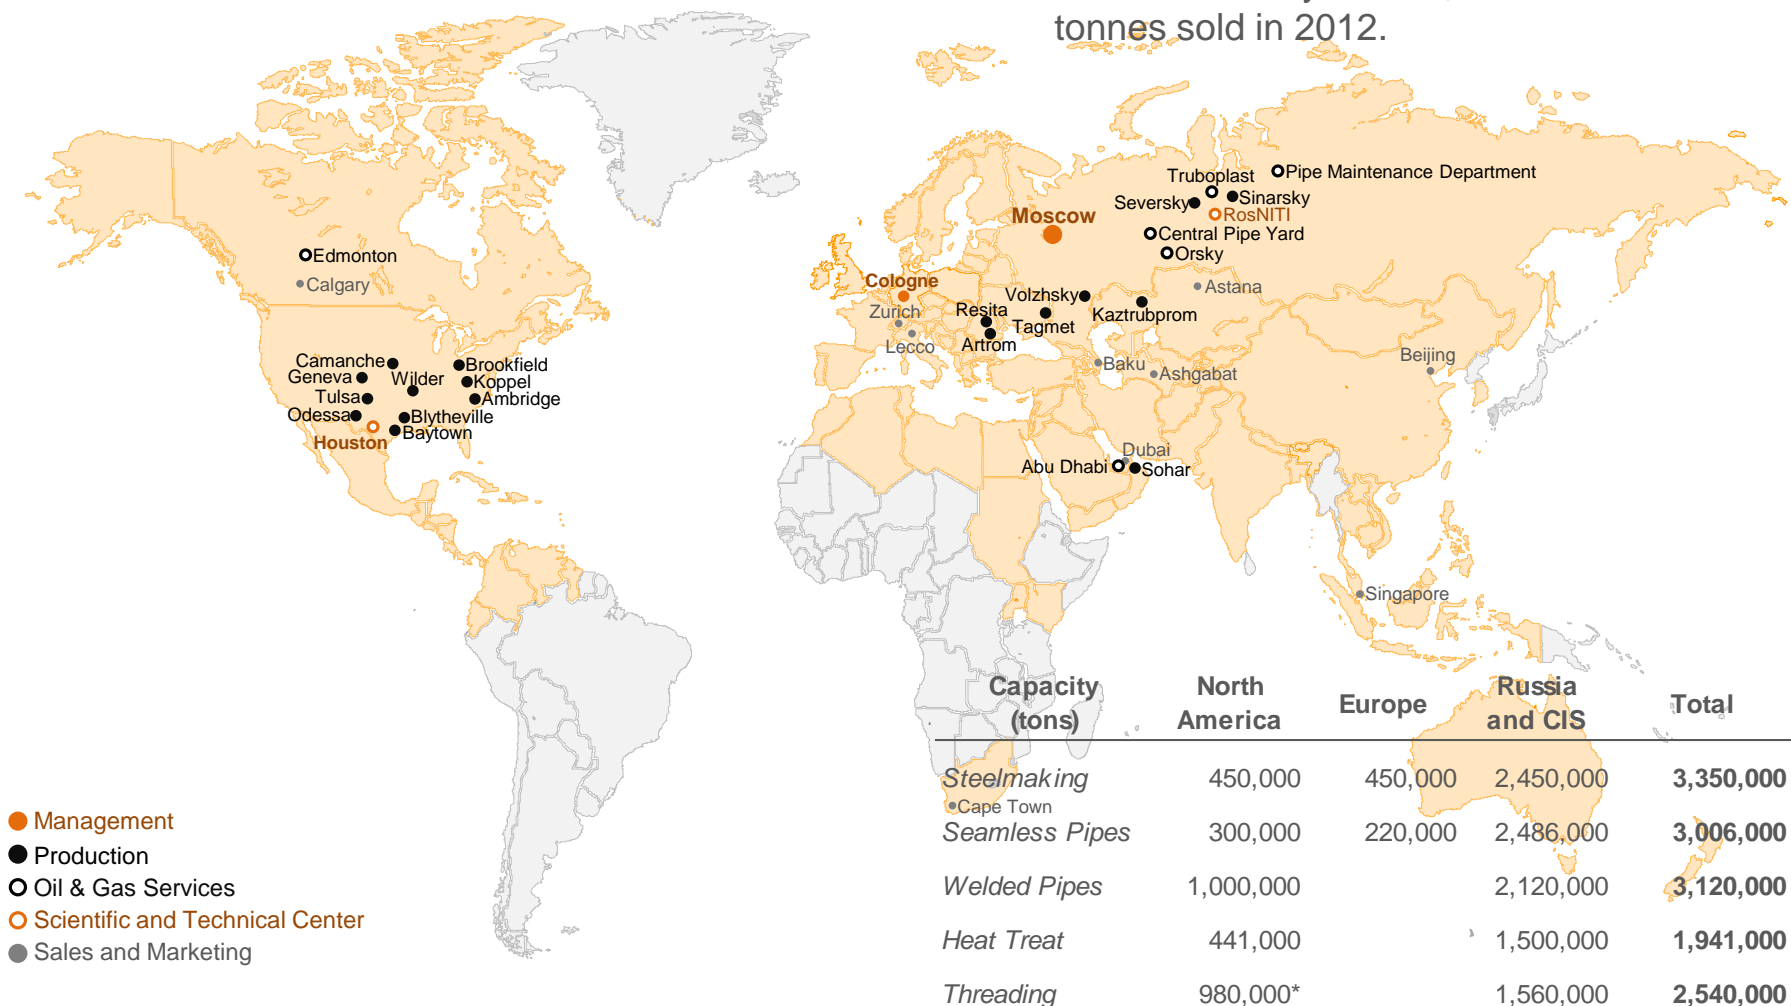 tonnes sold in 2012.
Truboplast
Pipe Maintenance Department
Seversky
Sinarsky
RosNITI
Moscow
Central Pipe Yard
Orsky
Edmonton
Calgary
Cologne
Astana
Zurich
Resita
Volzhsky
Kaztrubprom
Tagmet
Lecco
Artrom
Baku
Ashgabat
Beijing
Camanche
Brookfield
Geneva
Wilder
Koppel
Tulsa
Ambridge
Odessa
Blytheville
Houston
Baytown
Dubai
Abu Dhabi
Sohar
Singapore
Capacity (tons) North America Europe Russia and CIS Total
Steelmaking 450,000 450,000 2,450,000 3,350,000
Cape Town
Seamless Pipes 300,000 220,000 2,486,000 3,006,000
Welded Pipes 1,000,000 2,120,000 3,120,000
Heat Treat 441,000 1,500,000 1,941,000
Threading 980,000* 1,560,000 2,540,000
Management
Production
Oil & Gas Services
Scientific and Technical Center
Sales and Marketing